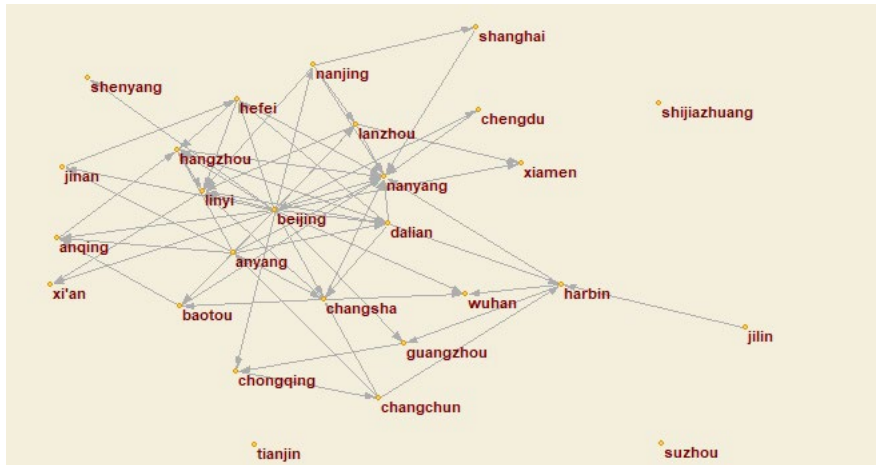 shanghai
nanjing
shenyang
hefei
chengdu
shijiazhuang
lanzhou
hangzhou
jinan
xiamen
nanyang
linyi
beijing
dalian
anqing
anyang
xi'an
wuhan
harbin
baotou
changsha
jilin
guangzhou
chongqing
changchun
tianjin
suzhou